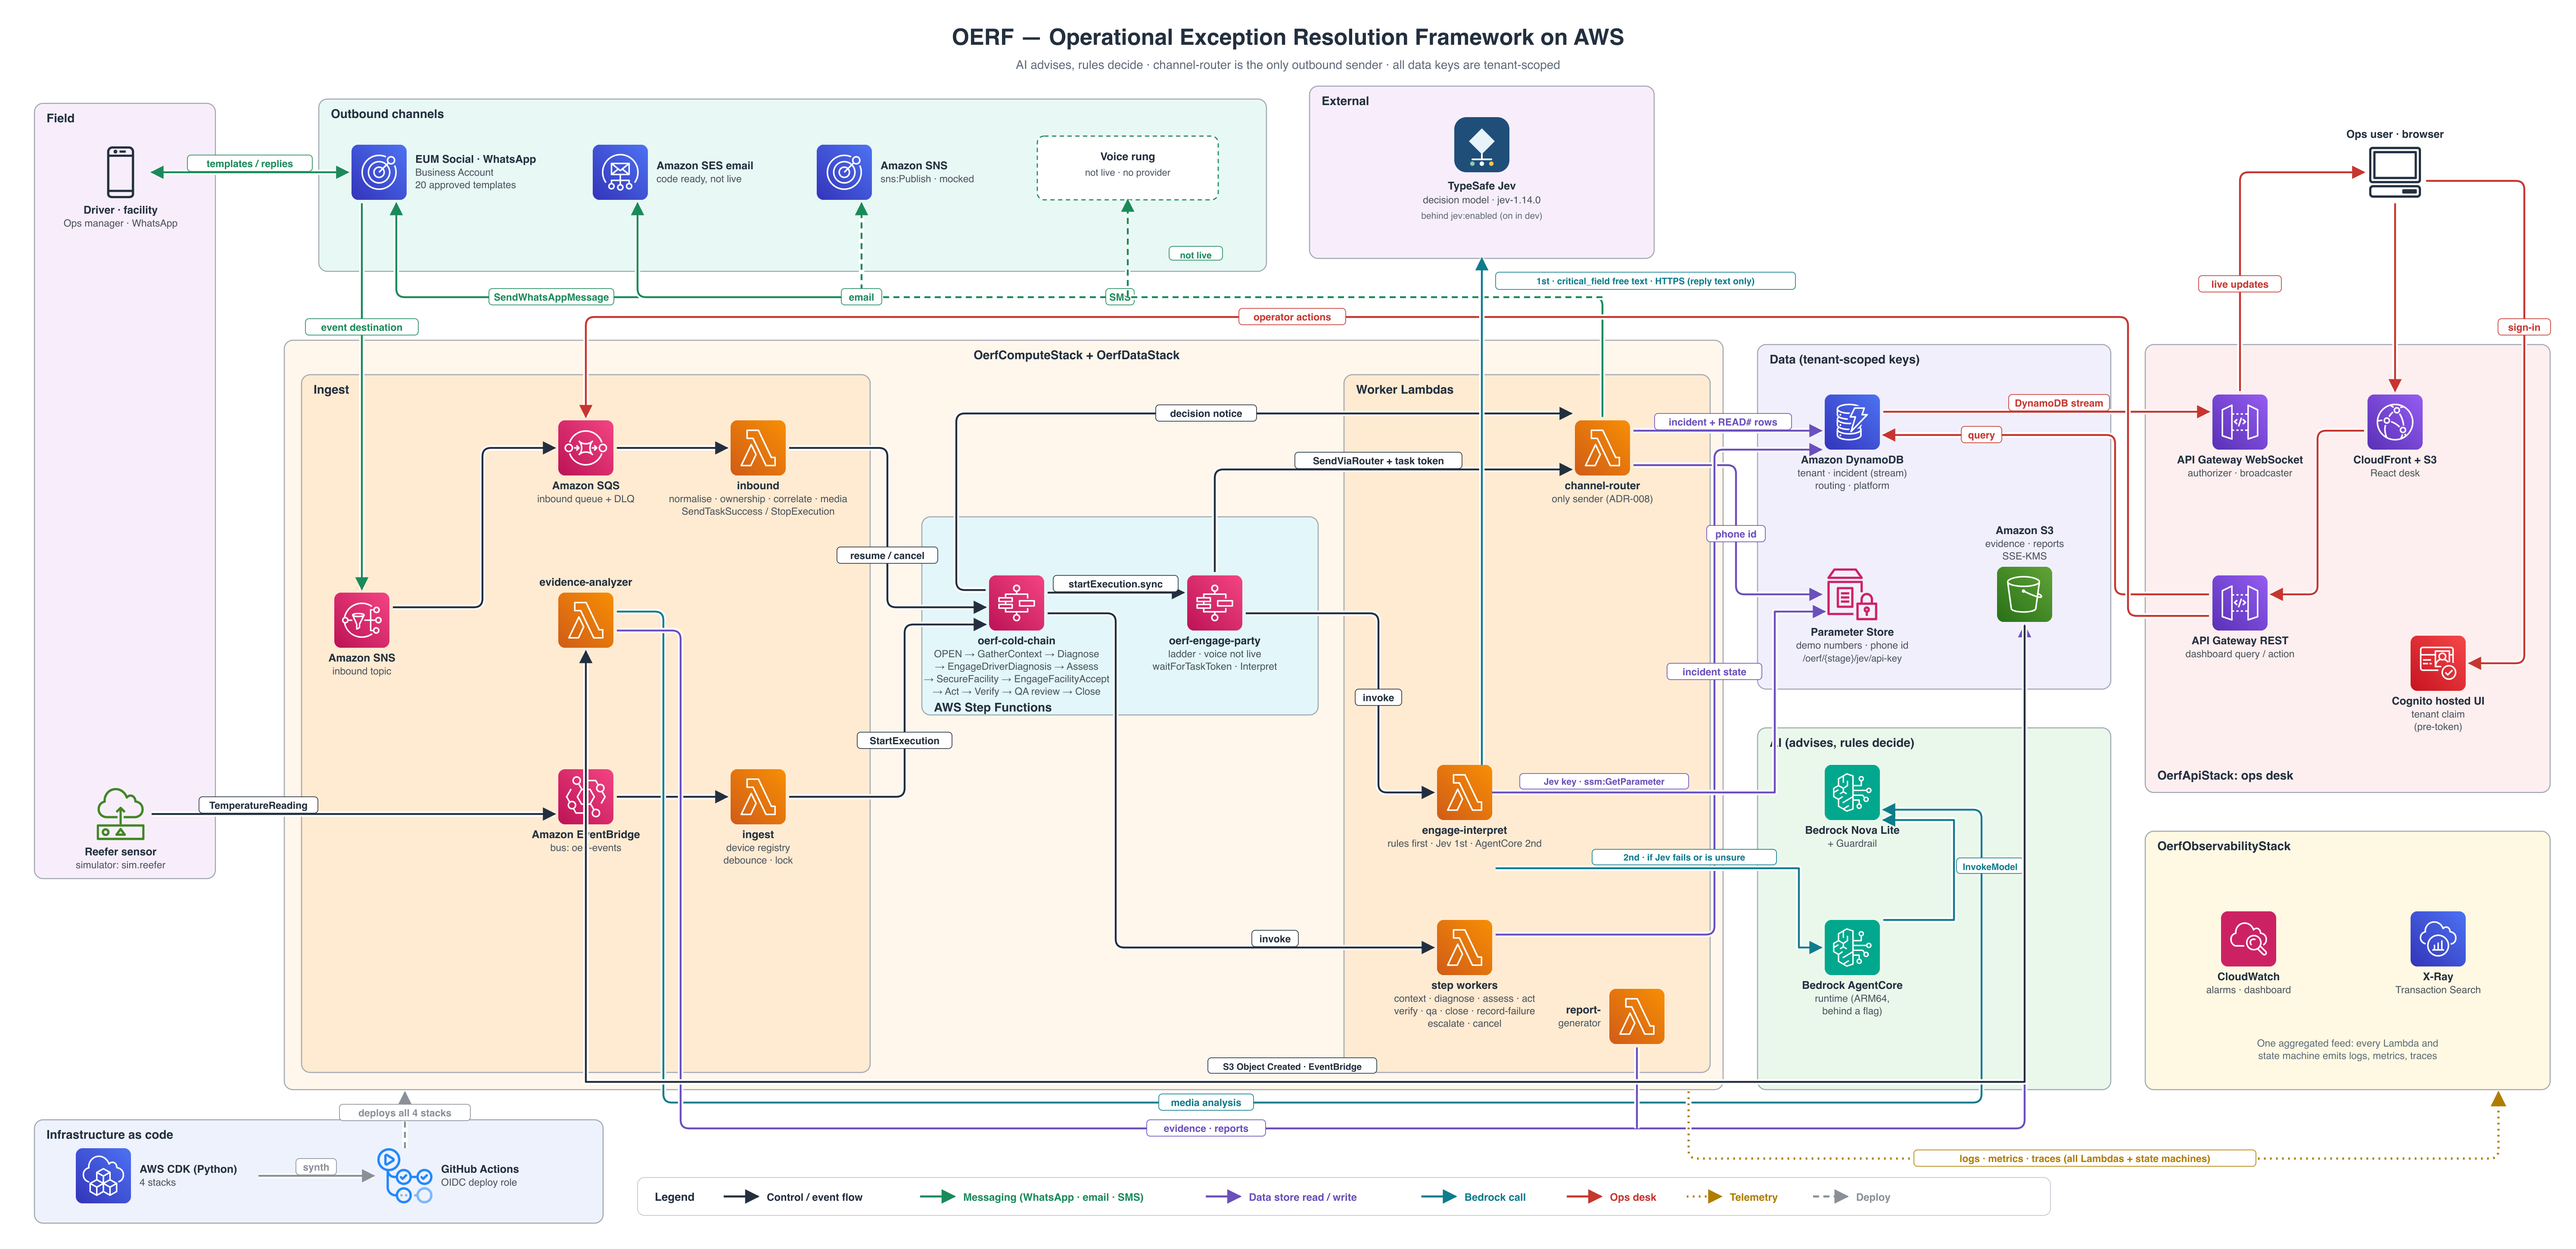 OERF — Operational Exception Resolution Framework on AWS
AI advises, rules decide · channel-router is the only outbound sender · all data keys are tenant-scoped
Field
Driver · facility
Ops manager · WhatsApp
templates / replies
Outbound channels
EUM Social · WhatsApp
Business Account
20 approved templates
Amazon SES email
code ready, not live
Amazon SNS
sns:Publish · mocked
Voice rung
not live · no provider
not live
SendWhatsAppMessage
email
SMS
event destination
External
TypeSafe Jev
decision model · jev-1.14.0
behind jev:enabled (on in dev)
1st · critical_field free text · HTTPS (reply text only)
operator actions
Ops user · browser
live updates
sign-in
OerfComputeStack + OerfDataStack
Ingest
Amazon SQS
inbound queue + DLQ
inbound
normalise · ownership · correlate · media
SendTaskSuccess / StopExecution
evidence-analyzer
Amazon SNS
inbound topic
resume / cancel
StartExecution
TemperatureReading
Reefer sensor
simulator: sim.reefer
Amazon EventBridge
bus: oerf-events
ingest
device registry
debounce · lock
decision notice
SendViaRouter + task token
startExecution.sync
oerf-cold-chain
OPEN → GatherContext → Diagnose
→ EngageDriverDiagnosis → Assess
→ SecureFacility → EngageFacilityAccept
→ Act → Verify → QA review → Close
AWS Step Functions
oerf-engage-party
ladder · voice not live
waitForTaskToken · Interpret
invoke
invoke
Worker Lambdas
channel-router
only sender (ADR-008)
engage-interpret
rules first · Jev 1st · AgentCore 2nd
step workers
context · diagnose · assess · act
verify · qa · close · record-failure
escalate · cancel
report-
generator
S3 Object Created · EventBridge
media analysis
evidence · reports
incident + READ# rows
phone id
incident state
Jev key · ssm:GetParameter
2nd · if Jev fails or is unsure
Data (tenant-scoped keys)
Amazon DynamoDB
tenant · incident (stream)
routing · platform
Amazon S3
evidence · reports
SSE-KMS
Parameter Store
demo numbers · phone id
/oerf/{stage}/jev/api-key
DynamoDB stream
query
AI (advises, rules decide)
Bedrock Nova Lite
+ Guardrail
InvokeModel
Bedrock AgentCore
runtime (ARM64,
behind a flag)
API Gateway WebSocket
authorizer · broadcaster
CloudFront + S3
React desk
API Gateway REST
dashboard query / action
Cognito hosted UI
tenant claim
(pre-token)
OerfApiStack: ops desk
OerfObservabilityStack
CloudWatch
alarms · dashboard
X-Ray
Transaction Search
One aggregated feed: every Lambda and
state machine emits logs, metrics, traces
logs · metrics · traces (all Lambdas + state machines)
deploys all 4 stacks
Infrastructure as code
AWS CDK (Python)
4 stacks
synth
GitHub Actions
OIDC deploy role
Legend
Control / event flow
Messaging (WhatsApp · email · SMS)
Data store read / write
Bedrock call
Ops desk
Telemetry
Deploy